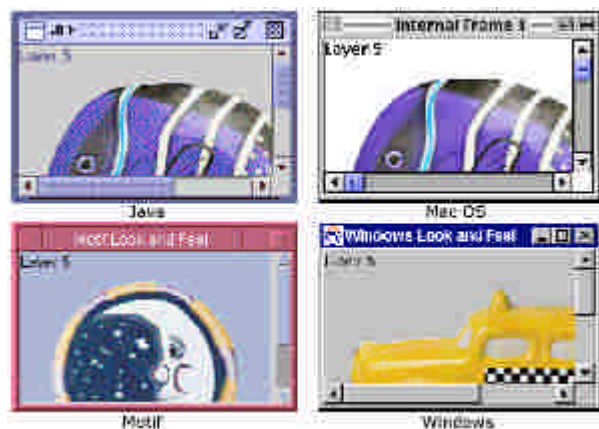 Layer 5
Java
Internal Frame 1
Layer 5
Mac OS
Motif Look and Feel
Layer 5
Motif
Windows Look and Feel
Layer 5
Windows